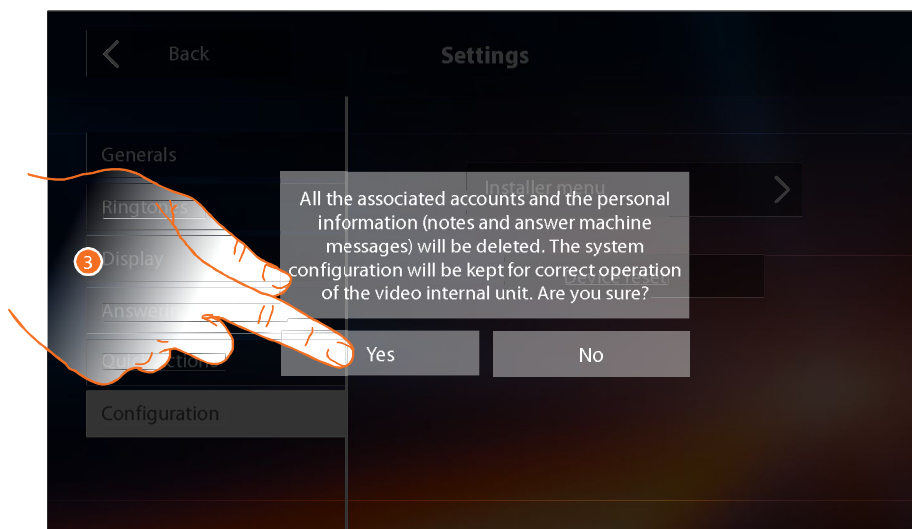 Back
Settings
Generals
Ringtones
Display
Installer menu
All the associated accounts and the personal
information (notes and answer machine
messages) will be deleted. The system
configuration will be kept for correct operation
of the video internal unit. Are you sure?
Device reset
3
Yes
No
Configuration